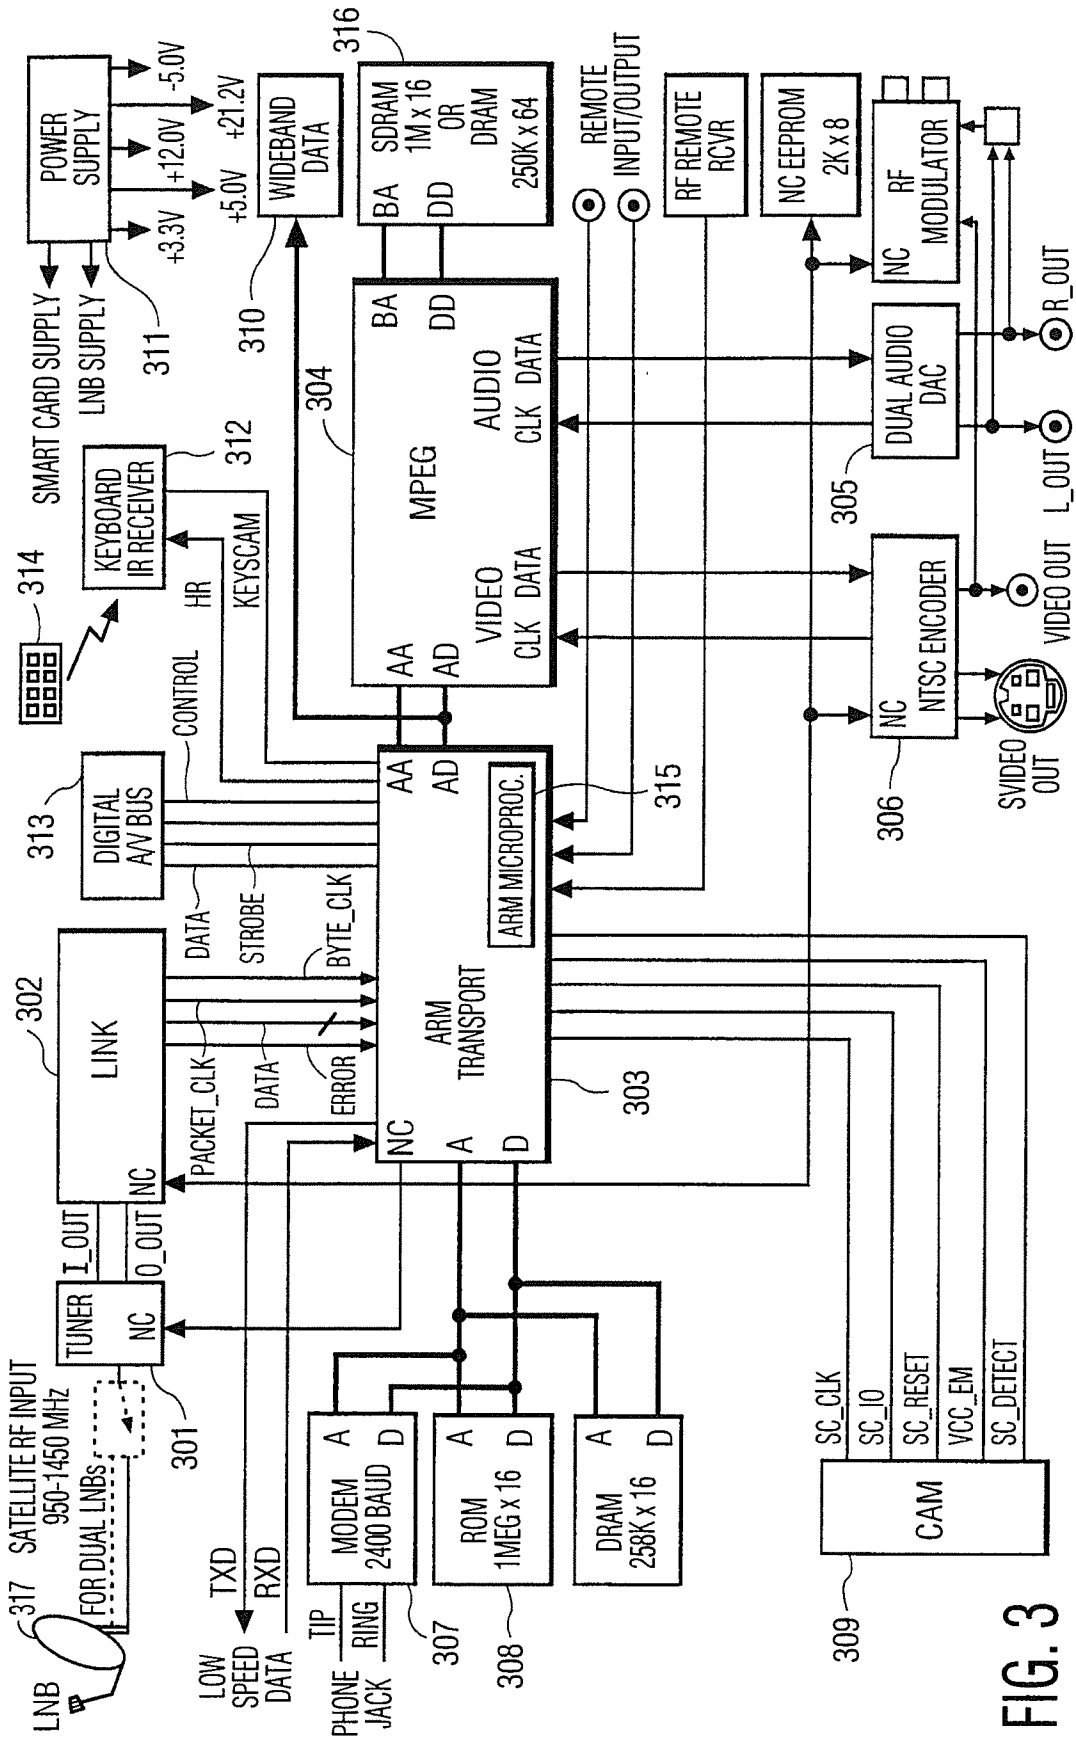 LNB
317
SATELLITE RF INPUT
950-1450 MHz
FOR DUAL LNBs
301
TUNER
NC
I_OUT
O_OUT
302
LINK
NC
PACKET_CLK
DATA
ERROR
BYTE_CLK
313
DIGITAL
A/V BUS
DATA
STROBE
CONTROL
314
KEYBOARD
IR RECEIVER
312
HR
KEYSCAM
SMART CARD SUPPLY
LNB SUPPLY
311
POWER
SUPPLY
+3.3V
+5.0V
+12.0V
+21.2V
-5.0V
310
WIDEBAND
DATA
LOW
SPEED
DATA
TXD
RXD
PHONE
JACK
TIP
RING
307
MODEM
2400 BAUD
A
D
308
ROM
1MEG x 16
A
D
DRAM
258K x 16
A
D
NC
A
D
ARM
TRANSPORT
303
ARM MICROPROC.
315
AA
AD
304
MPEG
AA
AD
VIDEO
CLK DATA
AUDIO
CLK DATA
BA
DD
316
BA
DD
SDRAM
1M x 16
OR
DRAM
250K x 64
REMOTE
INPUT/OUTPUT
RF REMOTE
RCVR
NC EEPROM
2K x 8
309
CAM
SC_CLK
SC_IO
SC_RESET
VCC_EM
SC_DETECT
306
NC
NTSC ENCODER
SVIDEO
OUT
VIDEO OUT
305
DUAL AUDIO
DAC
L_OUT
R_OUT
NC
RF
MODULATOR
FIG. 3